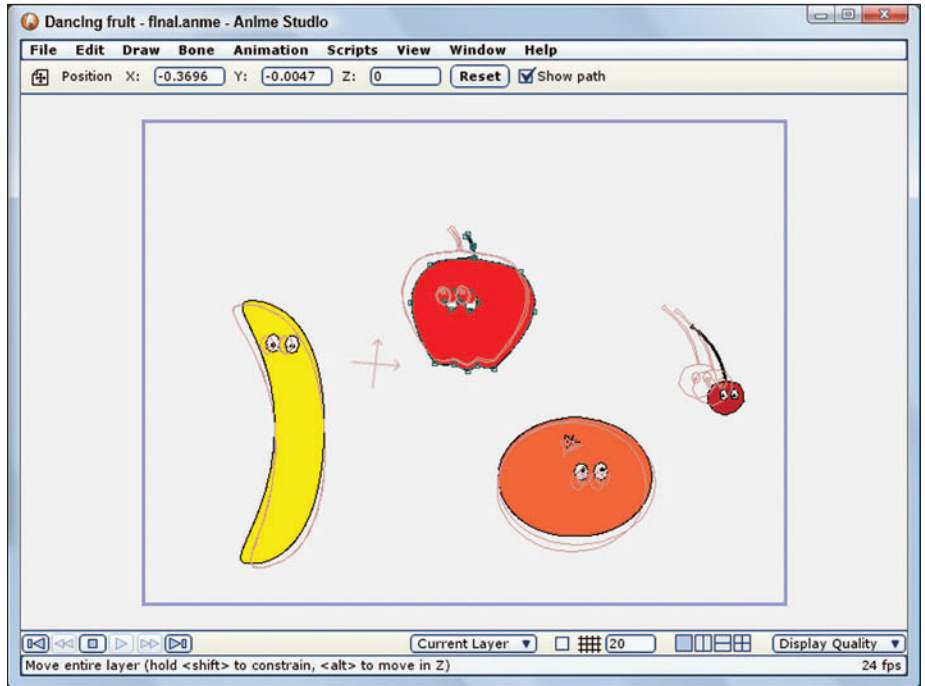 Dancing fruit - final.anme - Anime Studio
File Edit Draw Bone Animation Scripts View Window Help
Position X: -0.3696 Y: -0.0047 Z: 0 Reset Show path
Current Layer 20 Display Quality
Move entire layer (hold <shift> to constrain, <alt> to move in Z) 24 fps